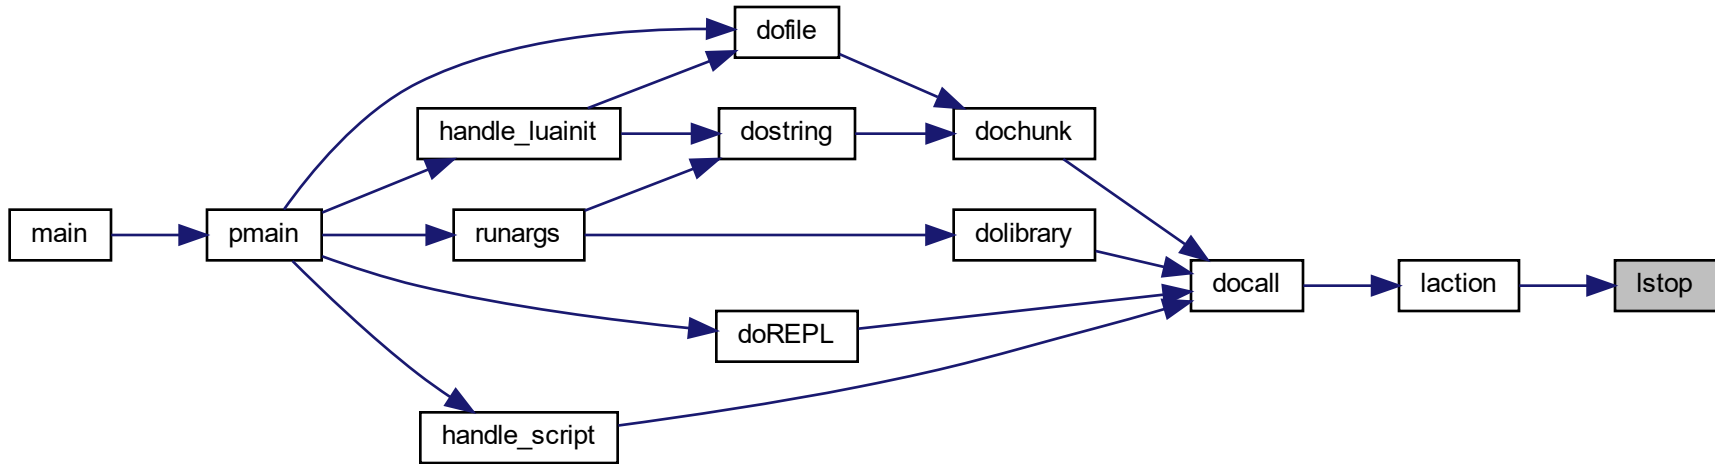 dofile
handle_luainit
dostring
dochunk
main
pmain
runargs
dolibrary
docall
laction
lstop
doREPL
handle_script